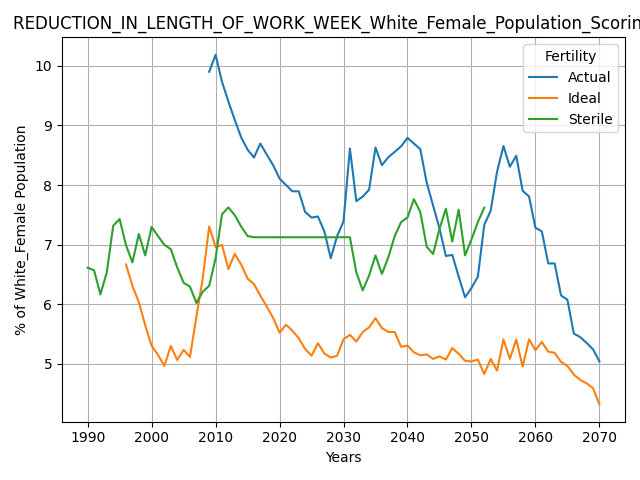 REDUCTION_IN_LENGTH_OF_WORK_WEEK_White_Female_Population_Scorin
Fertility
Actual
Ideal
Sterile
% of White_Female Population
10
9
8
7
6
5
1990 2000 2010 2020 2030 2040 2050 2060 2070
Years